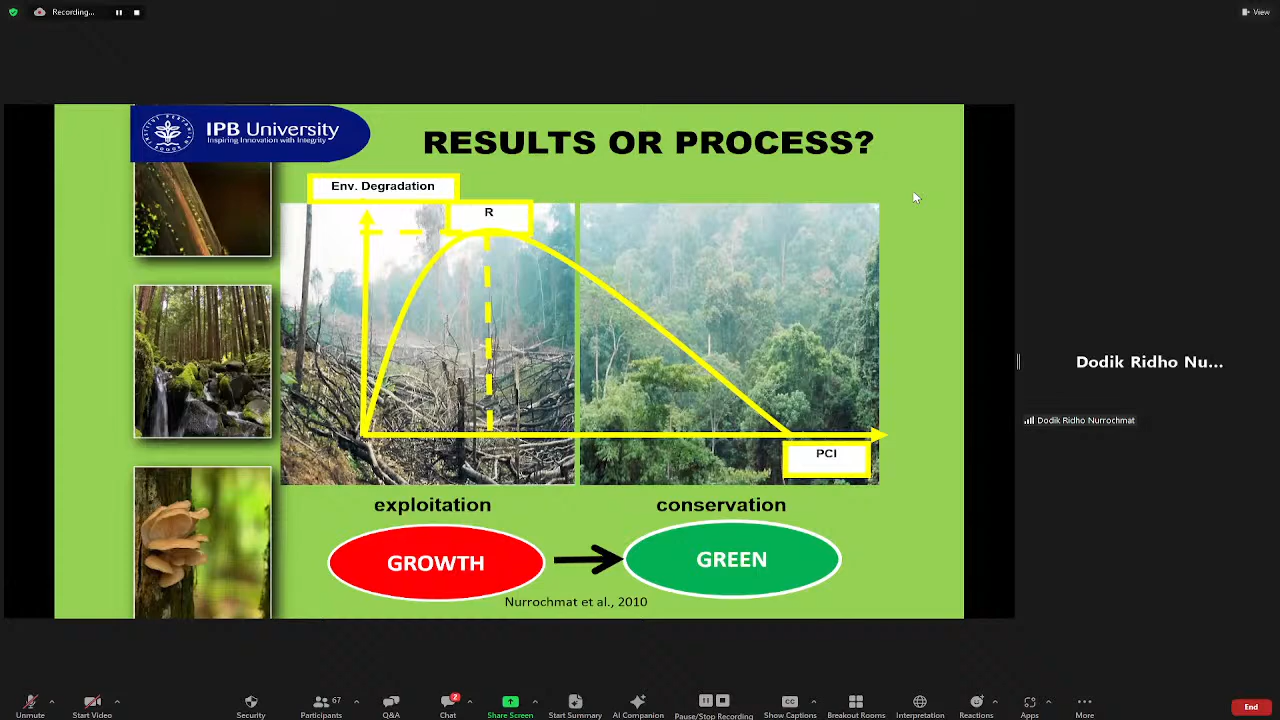 Recording...
View
IPB University
Inspiring Innovation with Integrity
RESULTS OR PROCESS?
Env. Degradation
R
PCI
exploitation
conservation
GROWTH
GREEN
Nurrochmat et al., 2010
Dodik Ridho Nu...
Dodik Ridho Nurrochmat
Unmute
Start Video
Security
Participants
67
Q&A
Chat
2
Share Screen
Start Summary
AI Companion
Pause/Stop Recording
CC
Show Captions
Breakout Rooms
Interpretation
Reactions
Apps
More
End